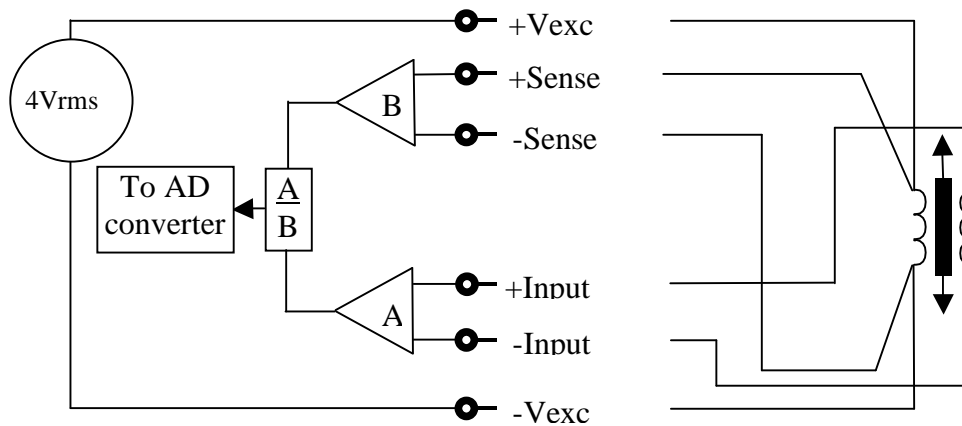 +Vexc
+Sense
4Vrms
B
-Sense
To AD
converter
A
B
+Input
A
-Input
-Vexc